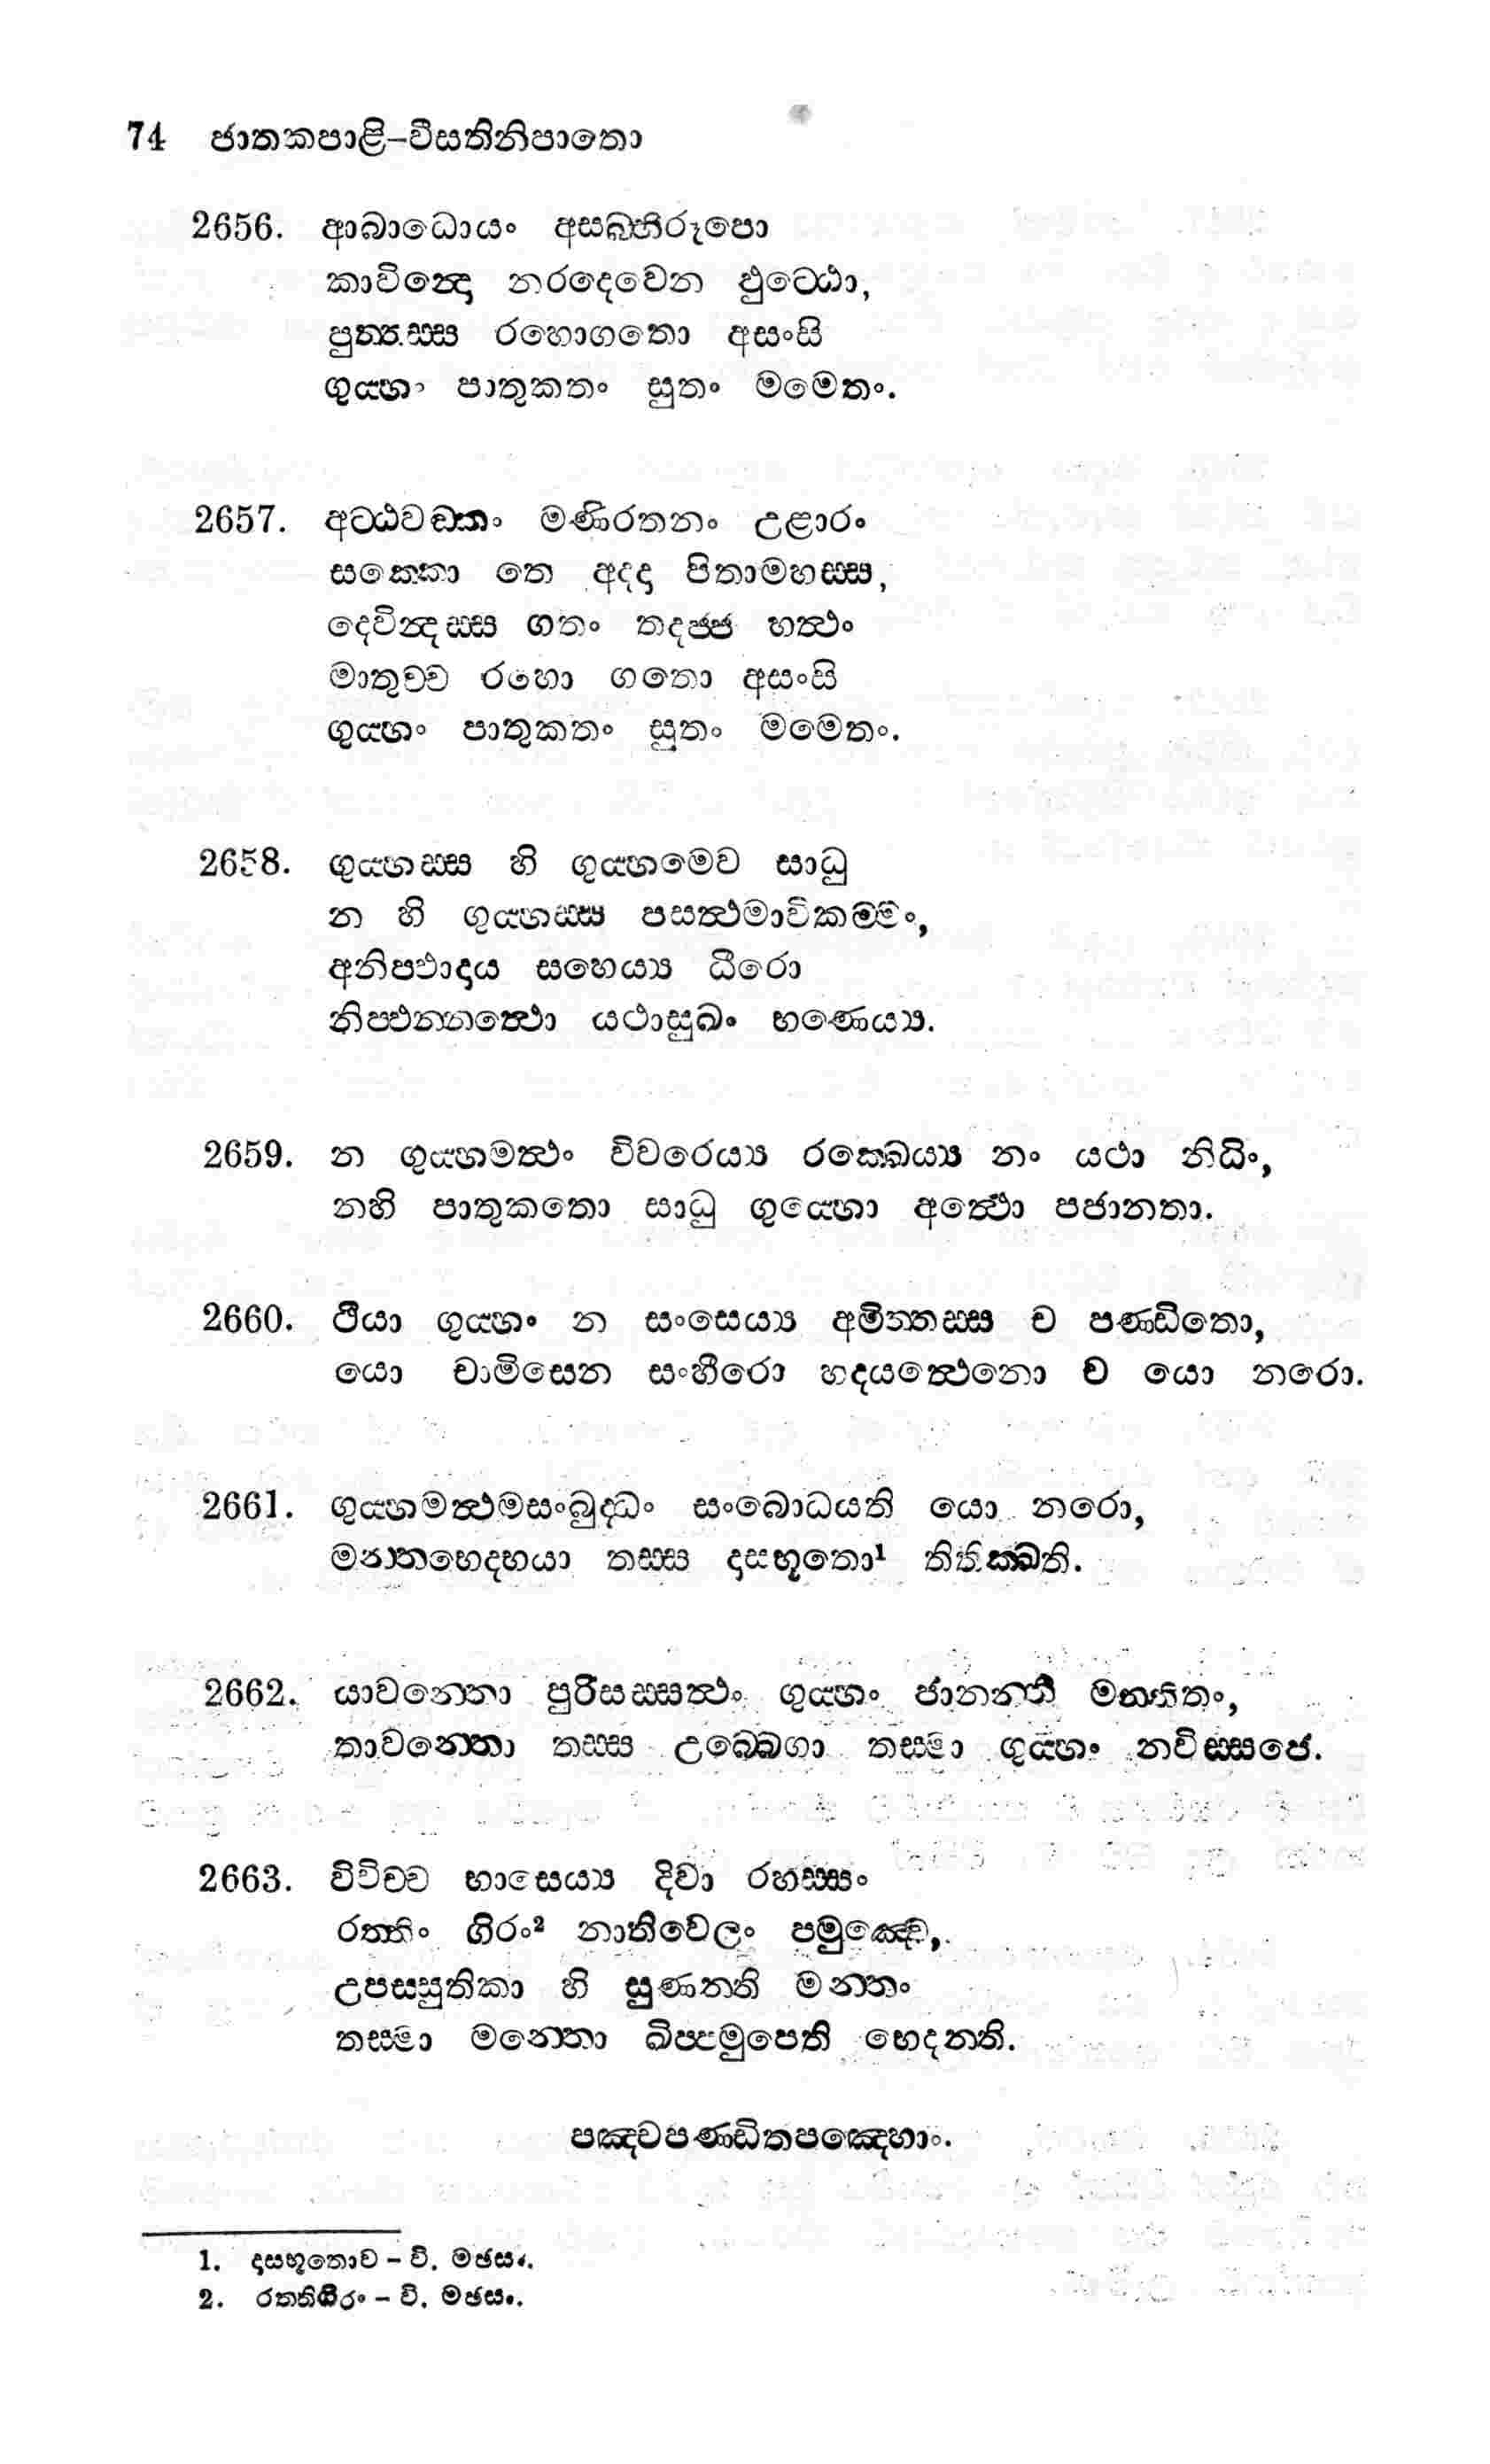 74 ජාතකපාළි-වීසතිනිපාතො
2656. ආබාධොයං අසබ්භිරූපො
කාවින්දො නරදෙවෙන ඵුට්ඨො,
පුත්තස්ස රහොගතො අසංසි
ගුය්හං පාතුකතං සුතං මමෙතං.
2657. අට්ඨවඞ්කං මණිරතනං උළාරං
සක්කො තෙ අදදා පිතාමහස්ස,
දෙවින්දස්ස ගතං තදජ්ජ හත්ථං
මාතුච්ච රහො ගතො අසංසි
ගුය්හං පාතුකතං සුතං මමෙතං.
2658. ගුය්හස්ස හි ගුය්හමෙව සාධු
න හි ගුය්හස්ස පසත්ථමාවිකම්මං,
අනිප්ඵාදාය සහෙය්‍ය ධීරො
නිප්ඵන්නත්ථො යථාසුඛං භණෙය්‍ය.
2659. න ගුය්හමත්ථං විවරෙය්‍ය රක්ඛෙය්‍ය නං යථා නිධිං,
නහි පාතුකතො සාධු ගුය්හො අත්ථො පජානතා.
2660. ථියා ගුය්හං න සංසෙය්‍ය අමිත්තස්ස ච පණ්ඩිතො,
යො චාමිසෙන සංහීරො හදයත්ථෙනො ච යො නරො.
2661. ගුය්හමත්ථමසංබුද්ධං සංබොධයති යො නරො,
මන්තභෙදභයා තස්ස දාසභූතො¹ තිතික්ඛති.
2662. යාවන්තො පුරිසස්සත්ථං ගුය්හං ජානන්ති මන්තිතං,
තාවන්තො තස්ස උබ්බෙගා තස්මා ගුය්හං නවිස්සජෙ.
2663. විවිච්ච භාසෙය්‍ය දිවා රහස්සං
රත්තිං ගිරං² නාතිවෙලං පමුඤ්චෙ,
උපස්සුතිකා හි සුණන්ති මන්තං
තස්මා මන්තො ඛිප්පමුපෙති භෙදන්ති.
පඤ්චපණ්ඩිතපඤ්හොං.
1. දාසභූතොව - වි. මඡසං.
2. රත්තිගිරං - වි. මඡසං.